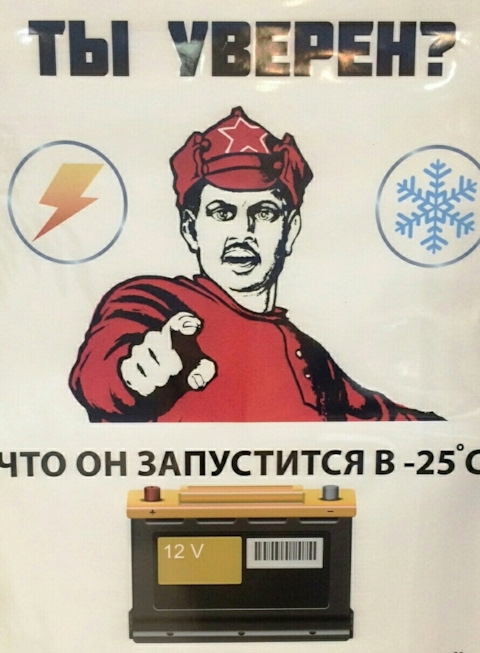 ТЫ УВЕРЕН?
ЧТО ОН ЗАПУСТИТСЯ В -25°С
+ −
12 V